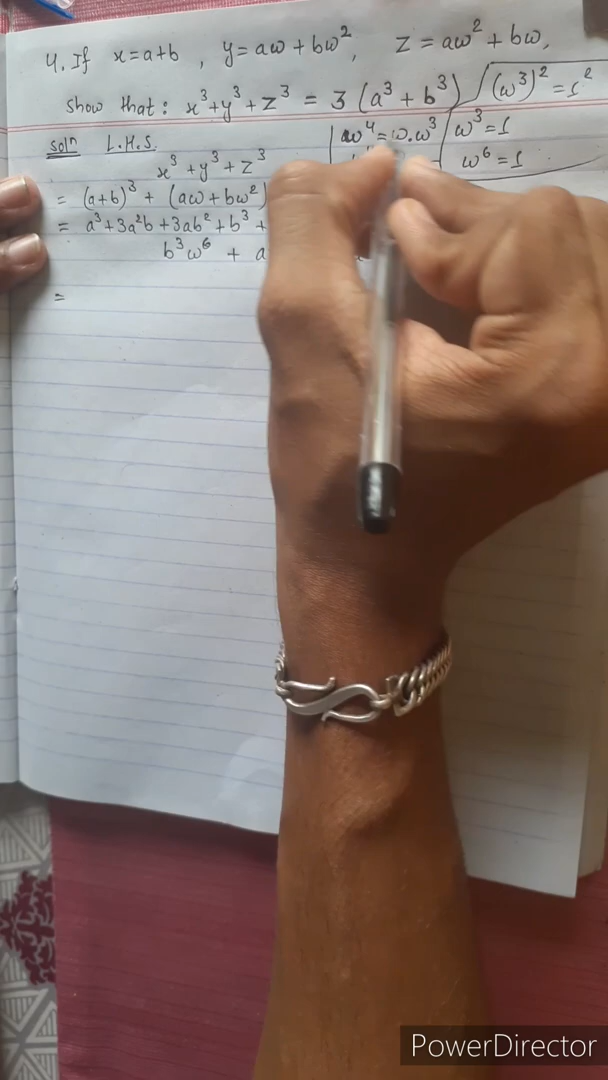 4. If x = a+b , y = aω + bω², z = aω² + bω,
show that : x³+y³+z³ = 3 (a³ + b³)
(ω³)² = 1²
ω³ = 1
ω⁶ = 1
ω⁴ = ω.ω³
Soln L.H.S.
x³ + y³ + z³
= (a+b)³ + (aω + bω²)
= a³+3a²b +3ab² + b³ +
b³ω⁶ + a
=
PowerDirector